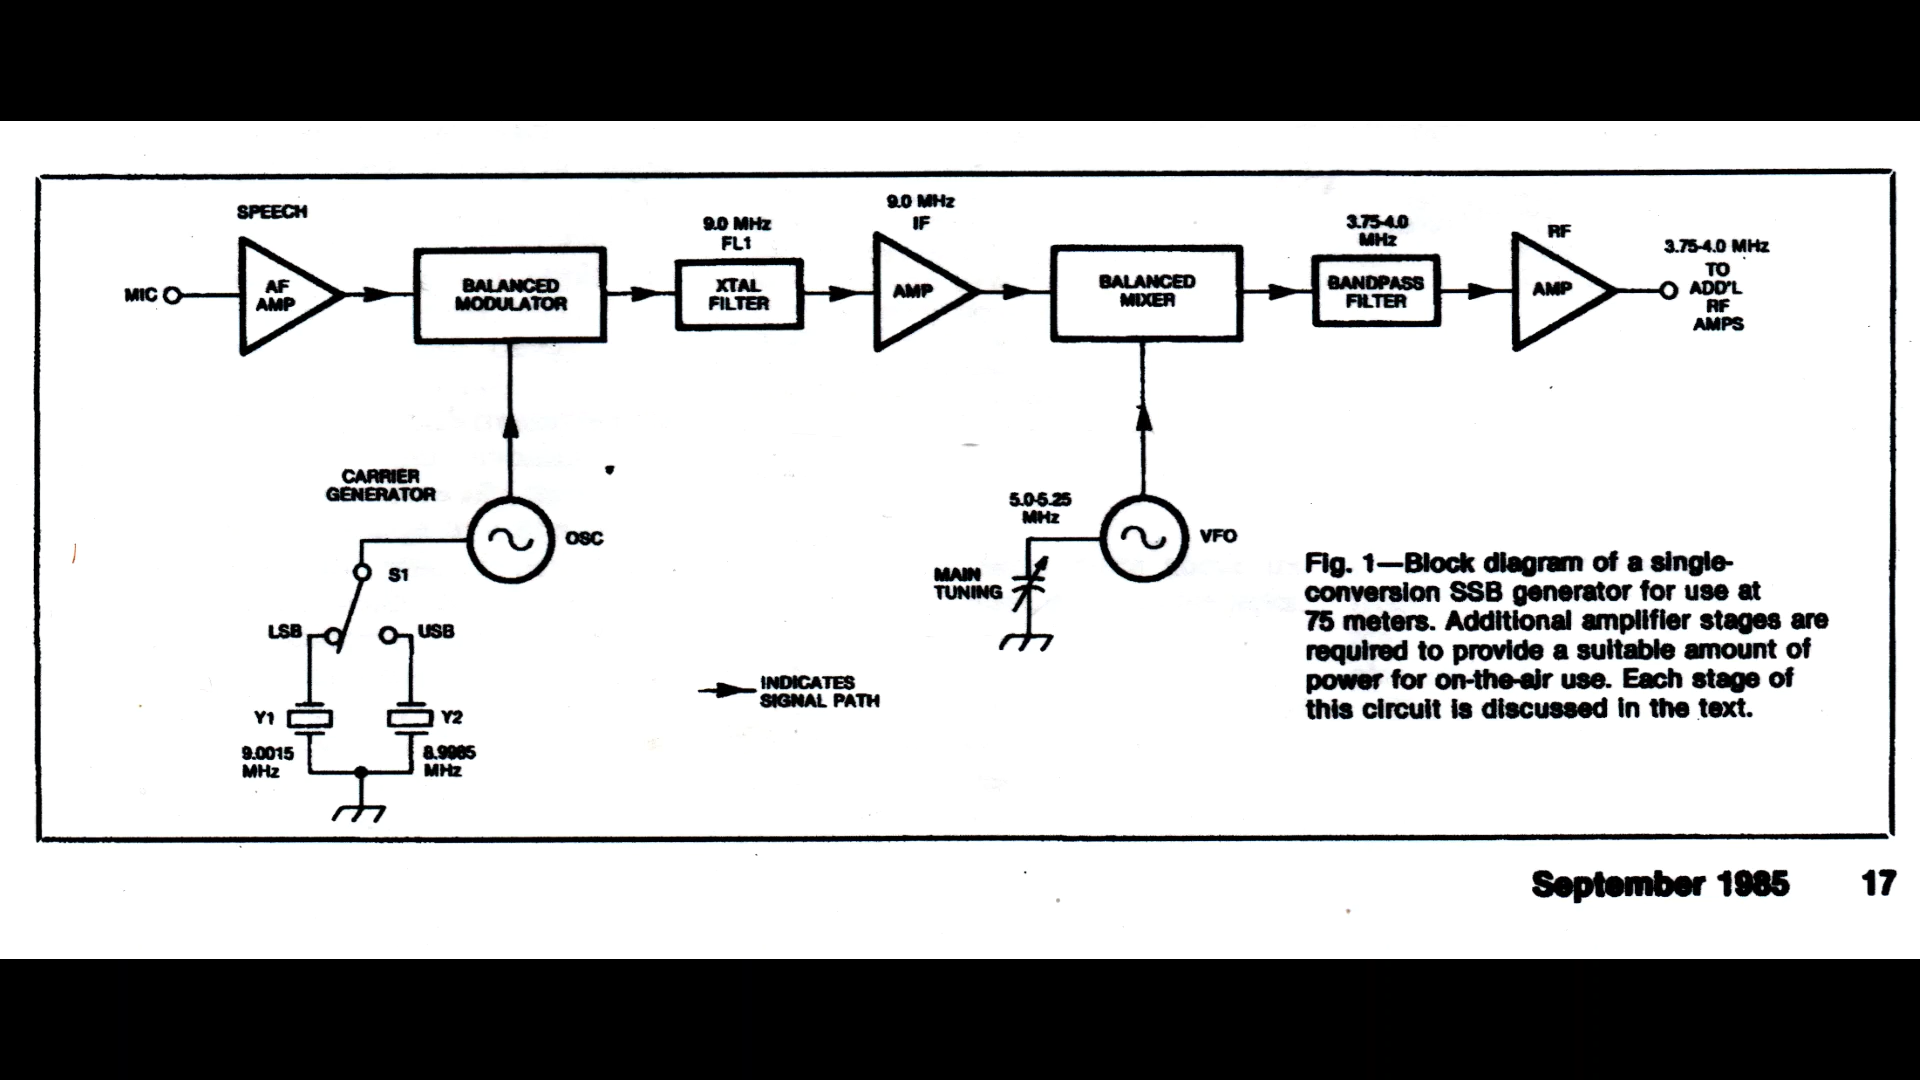 SPEECH
MIC
AF
AMP
BALANCED
MODULATOR
9.0 MHz
FL1
XTAL
FILTER
9.0 MHz
IF
AMP
BALANCED
MIXER
3.75-4.0
MHz
BANDPASS
FILTER
RF
AMP
3.75-4.0 MHz
TO
ADD'L
RF
AMPS
CARRIER
GENERATOR
OSC
S1
LSB
USB
Y1
Y2
9.0015
MHz
8.9985
MHz
5.0-5.25
MHz
VFO
MAIN
TUNING
INDICATES
SIGNAL PATH
Fig. 1—Block diagram of a single-
conversion SSB generator for use at
75 meters. Additional amplifier stages are
required to provide a suitable amount of
power for on-the-air use. Each stage of
this circuit is discussed in the text.
September 1985 17